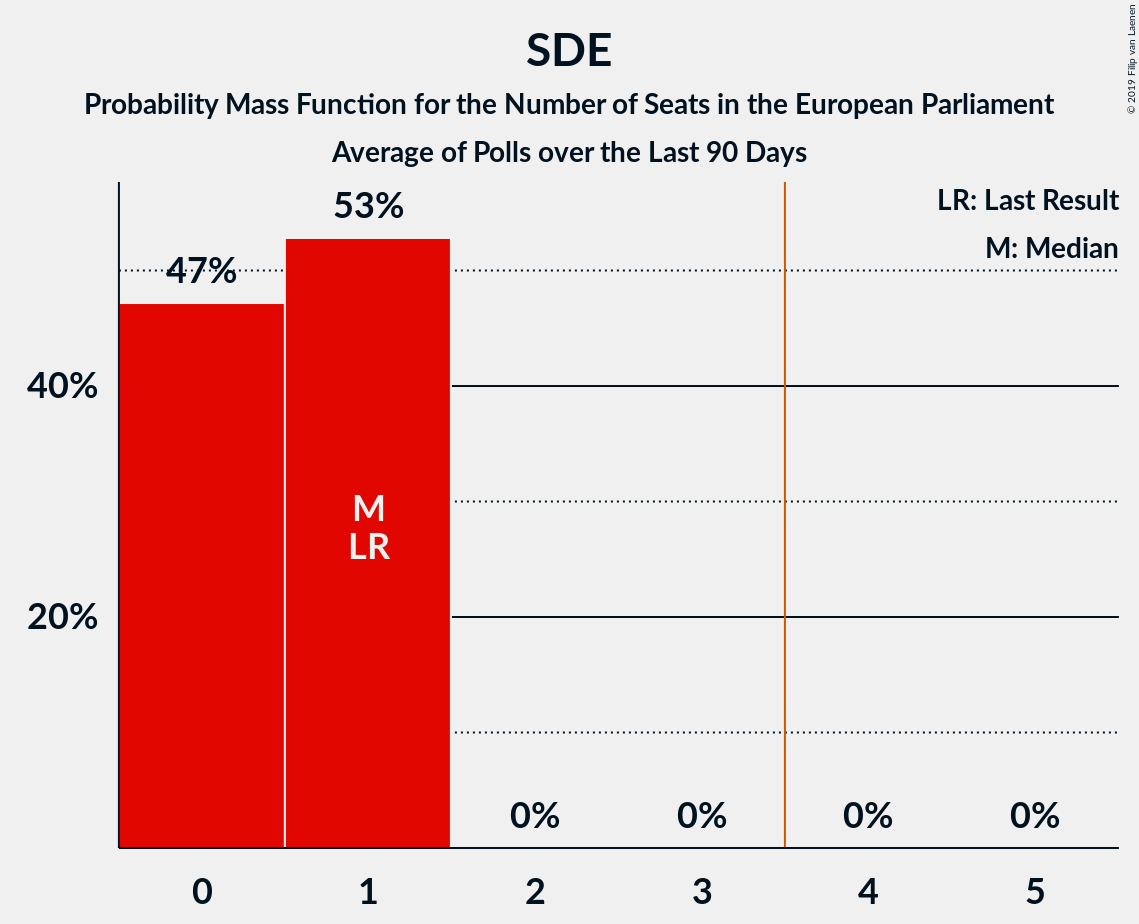 SDE
Probability Mass Function for the Number of Seats in the European Parliament
Average of Polls over the Last 90 Days
© 2019 Filip van Laenen
LR: Last Result
M: Median
53%
47%
40%
20%
M
LR
0% 0% 0% 0%
0 1 2 3 4 5